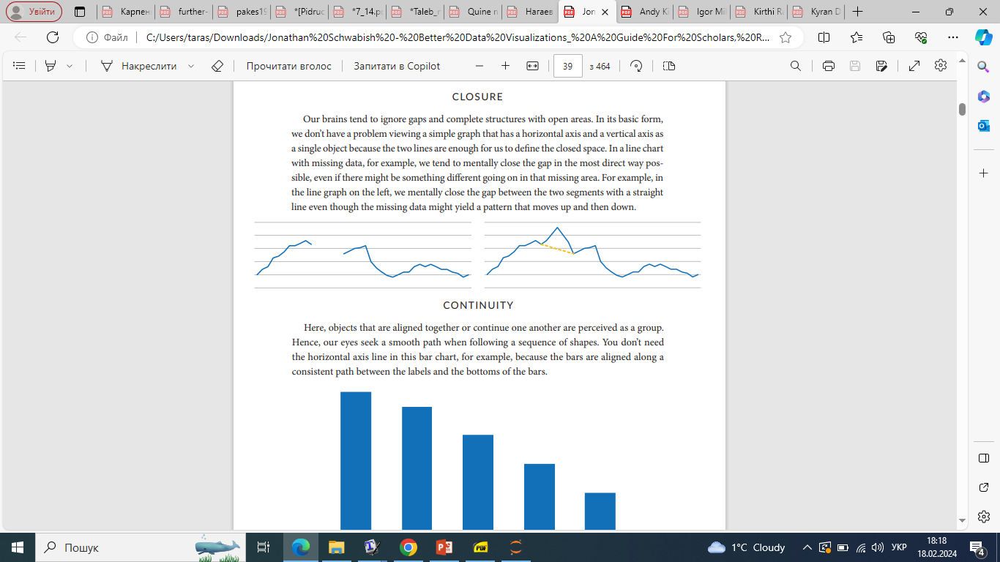 Увійти
Карпен
further-
pakes19
*[Pidruc
*7_14.po
*Taleb_r
Quine n
Нагаев
Jon
Andy Ki
Igor Mil
Kirthi Ra
Kyran D
Файл
C:/Users/taras/Downloads/Jonathan%20Schwabish%20-%20Better%20Data%20Visualizations_%20A%20Guide%20For%20Scholars,%20R...
Накреслити
Прочитати вголос
Запитати в Copilot
39
з 464
CLOSURE
Our brains tend to ignore gaps and complete structures with open areas. In its basic form,
we don’t have a problem viewing a simple graph that has a horizontal axis and a vertical axis as
a single object because the two lines are enough for us to define the closed space. In a line chart
with missing data, for example, we tend to mentally close the gap in the most direct way pos-
sible, even if there might be something different going on in that missing area. For example, in
the line graph on the left, we mentally close the gap between the two segments with a straight
line even though the missing data might yield a pattern that moves up and then down.
CONTINUITY
Here, objects that are aligned together or continue one another are perceived as a group.
Hence, our eyes seek a smooth path when following a sequence of shapes. You don’t need
the horizontal axis line in this bar chart, for example, because the bars are aligned along a
consistent path between the labels and the bottoms of the bars.
Пошук
1°C Cloudy
УКР
18:18
18.02.2024
4